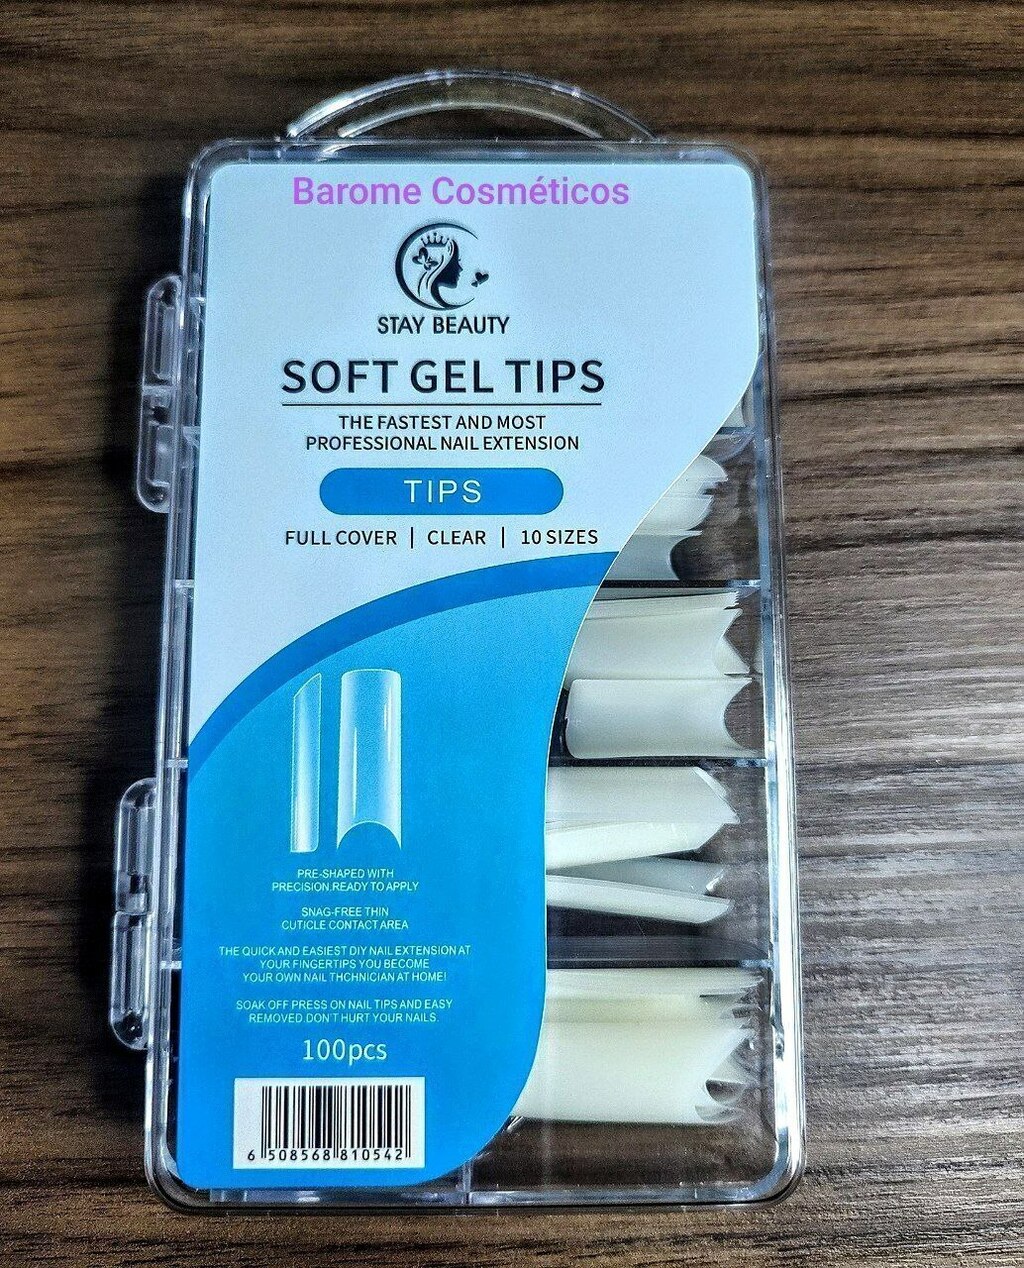 Barome Cosméticos
STAY BEAUTY
SOFT GEL TIPS
THE FASTEST AND MOST
PROFESSIONAL NAIL EXTENSION
TIPS
FULL COVER | CLEAR | 10 SIZES
PRE-SHAPED WITH
PRECISION.READY TO APPLY
SNAG-FREE THIN
CUTICLE CONTACT AREA
THE QUICK AND EASIEST DIY NAIL EXTENSION AT
YOUR FINGERTIPS YOU BECOME
YOUR OWN NAIL THCHNICIAN AT HOME!
SOAK OFF PRESS ON NAIL TIPS AND EASY
REMOVED.DON'T HURT YOUR NAILS.
100pcs
6 508568 810542